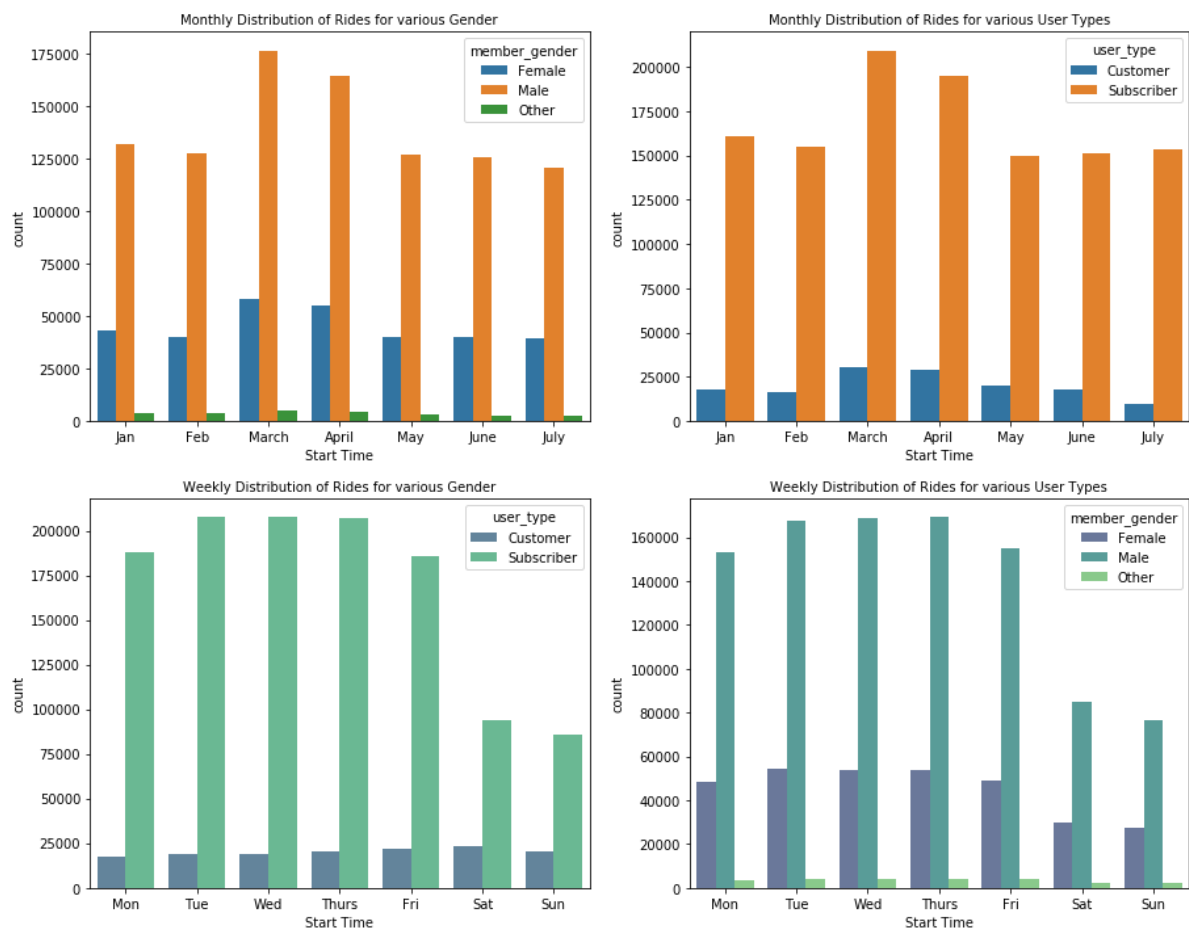 Monthly Distribution of Rides for various Gender
member_gender
Female
Male
Other
175000
150000
125000
100000
75000
50000
25000
0
count
Jan Feb March April May June July
Start Time
Monthly Distribution of Rides for various User Types
user_type
Customer
Subscriber
200000
175000
150000
125000
100000
75000
50000
25000
0
count
Jan Feb March April May June July
Start Time
Weekly Distribution of Rides for various Gender
user_type
Customer
Subscriber
200000
175000
150000
125000
100000
75000
50000
25000
0
count
Mon Tue Wed Thurs Fri Sat Sun
Start Time
Weekly Distribution of Rides for various User Types
member_gender
Female
Male
Other
160000
140000
120000
100000
80000
60000
40000
20000
0
count
Mon Tue Wed Thurs Fri Sat Sun
Start Time